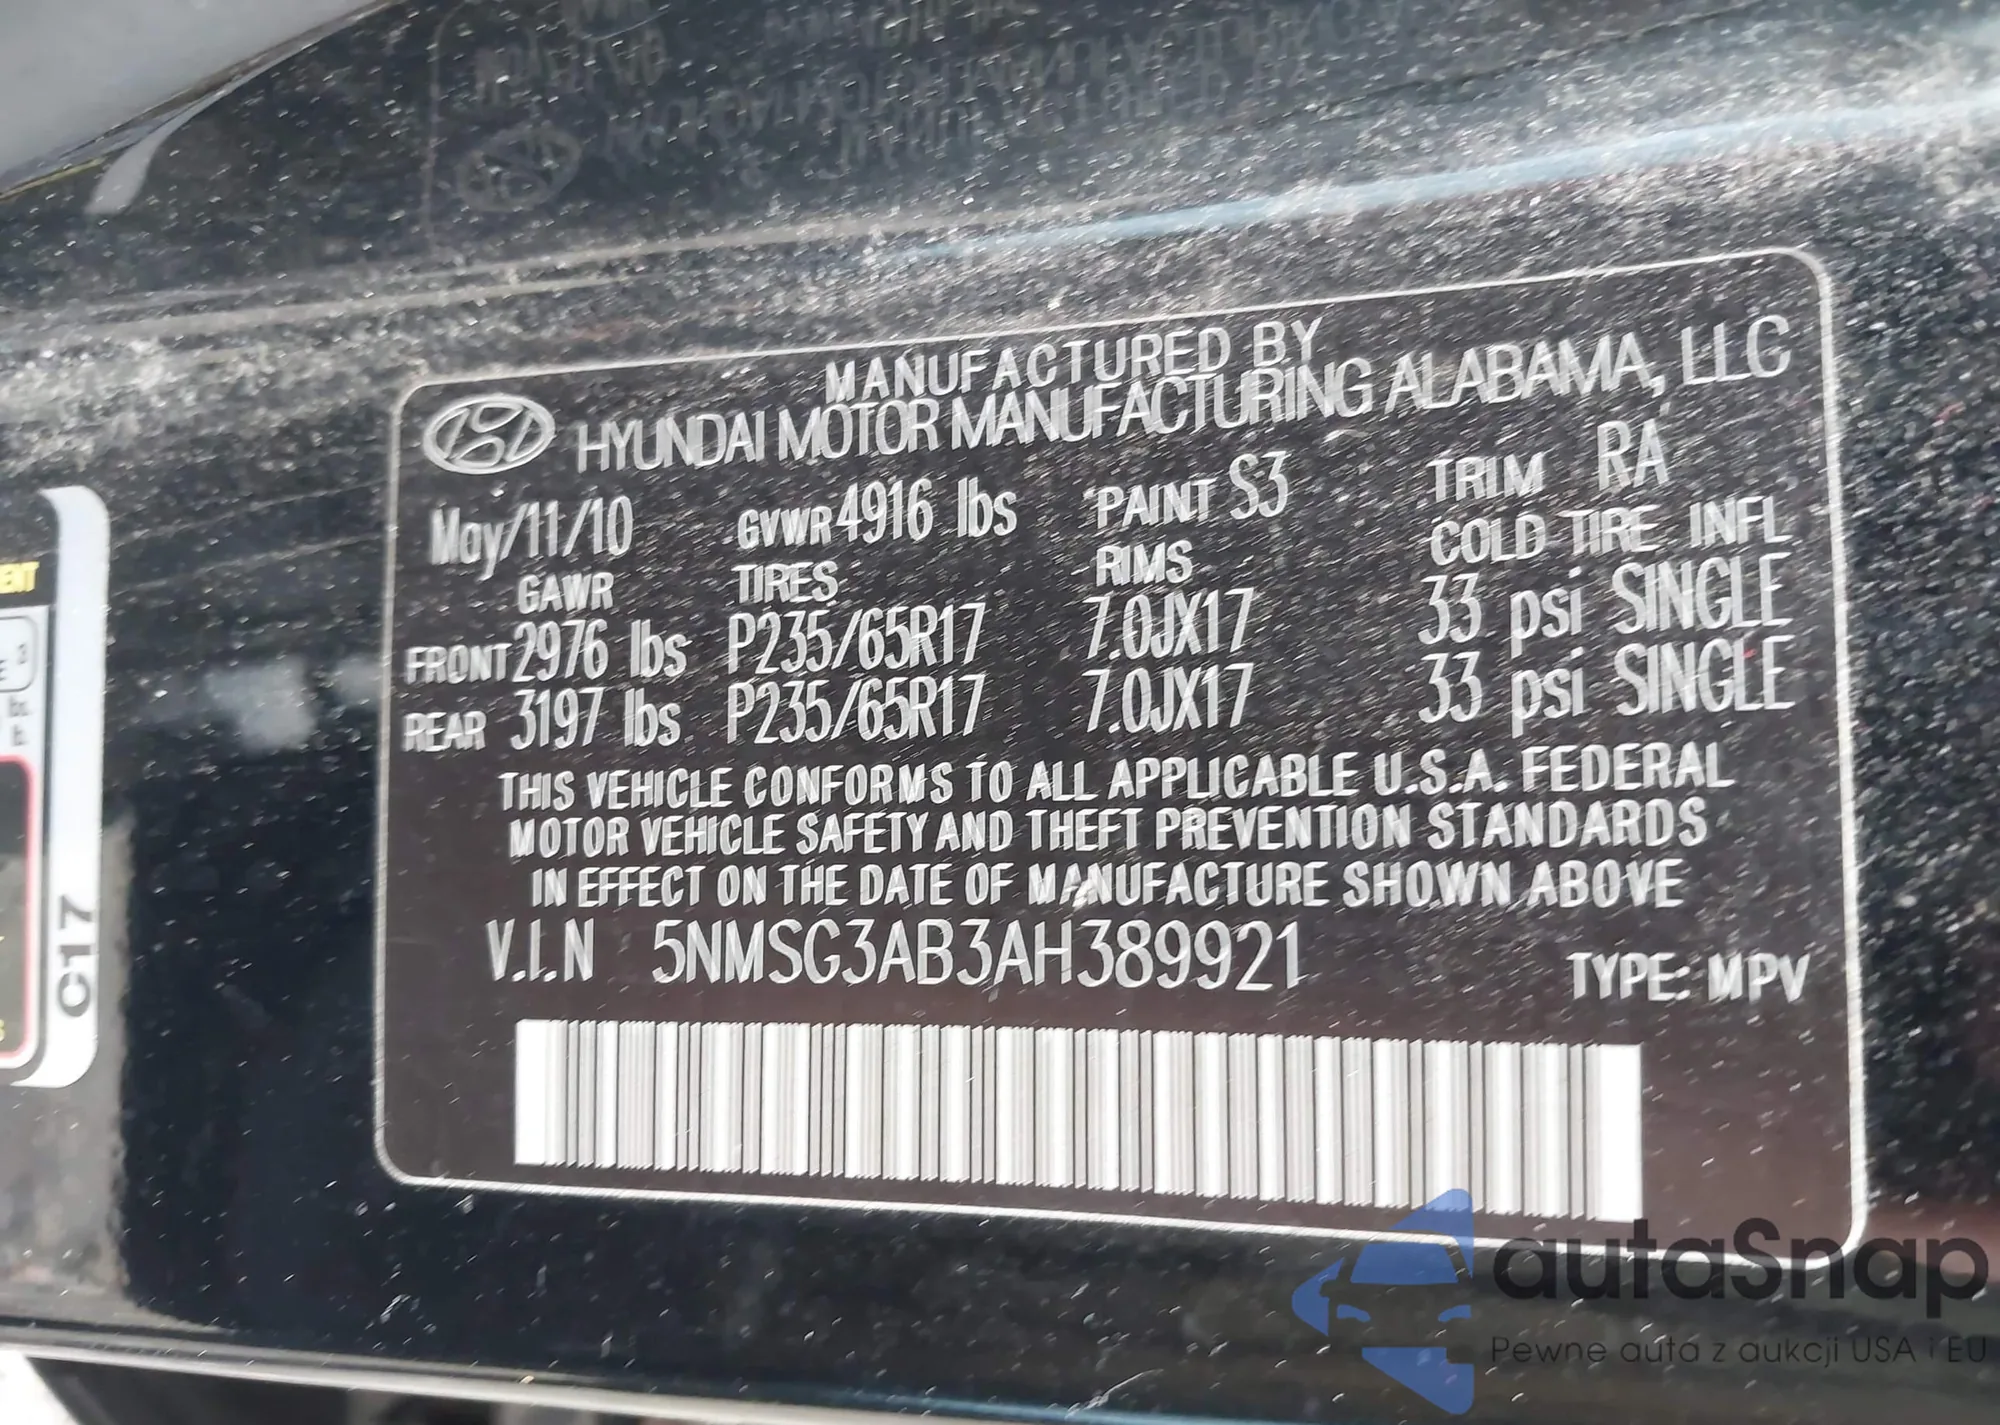 MANUFACTURED BY
HYUNDAI MOTOR MANUFACTURING ALABAMA, LLC
May/11/10 GVWR 4916 lbs PAINT S3 TRIM RA
GAWR TIRES RIMS COLD TIRE INFL
FRONT 2976 lbs P235/65R17 7.0JX17 33 psi SINGLE
REAR 3197 lbs P235/65R17 7.0JX17 33 psi SINGLE
THIS VEHICLE CONFORMS TO ALL APPLICABLE U.S.A. FEDERAL
MOTOR VEHICLE SAFETY AND THEFT PREVENTION STANDARDS
IN EFFECT ON THE DATE OF MANUFACTURE SHOWN ABOVE
V.I.N 5NMSG3AB3AH389921 TYPE: MPV
C17
autaSnap
Pewne auta z aukcji USA i EU